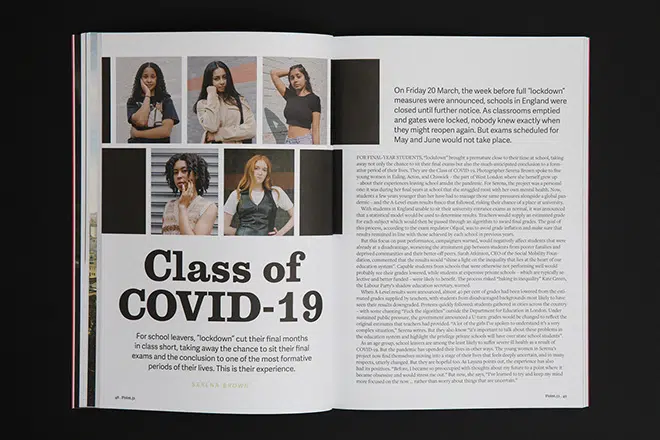 Class of
COVID-19
For school leavers, "lockdown" cut their final months
in class short, taking away the chance to sit their final
exams and the conclusion to one of the most formative
periods of their lives. This is their experience.
On Friday 20 March, the week before full "lockdown"
measures were announced, schools in England were
closed until further notice. As classrooms emptied
and gates were locked, nobody knew exactly when
they might reopen again. But exams scheduled for
May and June would not take place.
FOR FINAL-YEAR STUDENTS, "lockdown" brought a premature close to their time at school, taking
away not only the chance to sit their final exams but also the much-anticipated conclusion to a form-
ative period of their lives. They are the Class of COVID-19. Photographer Serena Brown spoke to five
young women in Ealing, Acton, and Chiswick – the part of West London where she herself grew up
– about their experiences leaving school amidst the pandemic. For Serena, the project was a personal
one: it was during her final years at school that she struggled most with her own mental health. Now,
students a few years younger than her have had to manage those same pressures alongside a global pan-
demic – and the A-Level exam results fiasco that followed, risking their chance of a place at university.
With students in England unable to sit their university entrance exams as normal, it was announced
that a statistical model would be used to determine results. Teachers would supply an estimated grade
for each subject which would then be passed through an algorithm to award final grades. The goal of
this process, according to the exam regulator Ofqual, was to avoid grade inflation and make sure that
results remained in line with those achieved by each school in previous years.
But this focus on past performance, campaigners warned, would negatively affect students that were
already at a disadvantage, worsening the attainment gap between students from poorer families and
deprived communities and their better-off peers. Sarah Atkinson, CEO of the Social Mobility Foun-
dation, commented that the results would "shine a light on the inequality that lies at the heart of our
education system". Capable students in schools that were otherwise not performing well would
probably see their grades lowered, while students at expensive private schools – which are typically se-
lective and better funded – were likely to benefit. The process risked "baking in inequality" Kate Green,
the Labour Party's shadow education secretary, warned.
When A-Level results were announced, almost 40 per cent of grades had been lowered from the esti-
mated grades supplied by teachers, with students from disadvantaged backgrounds most likely to have
seen their results downgraded. Protests quickly followed: students gathered in cities across the country
– with some chanting "Fuck the algorithm" outside the Department for Education in London. Under
sustained public pressure, the government announced a U-turn: grades would be changed to reflect the
original estimates that teachers had provided. "A lot of the girls I've spoken to understand it's a very
complex situation," Serena writes. But they also know "it's important to talk about these problems in
the education system and highlight the privilege private schools will have over state school students".
As an age group, school leavers are among the least likely to suffer severe ill health as a result of
COVID-19. But the pandemic has upended their lives in other ways. The young women in Serena's
project now find themselves moving into a stage of their lives that feels deeply uncertain, and in many
respects, utterly changed. But they are hopeful too. As Layana points out, the experience has also
had its positives. "Before, I became so preoccupied with thoughts about my future to a point where it
became obsessive and would stress me out." But now, she says, "I've learned to try and keep my mind
more focused on the now … rather than worry about things that are uncertain."